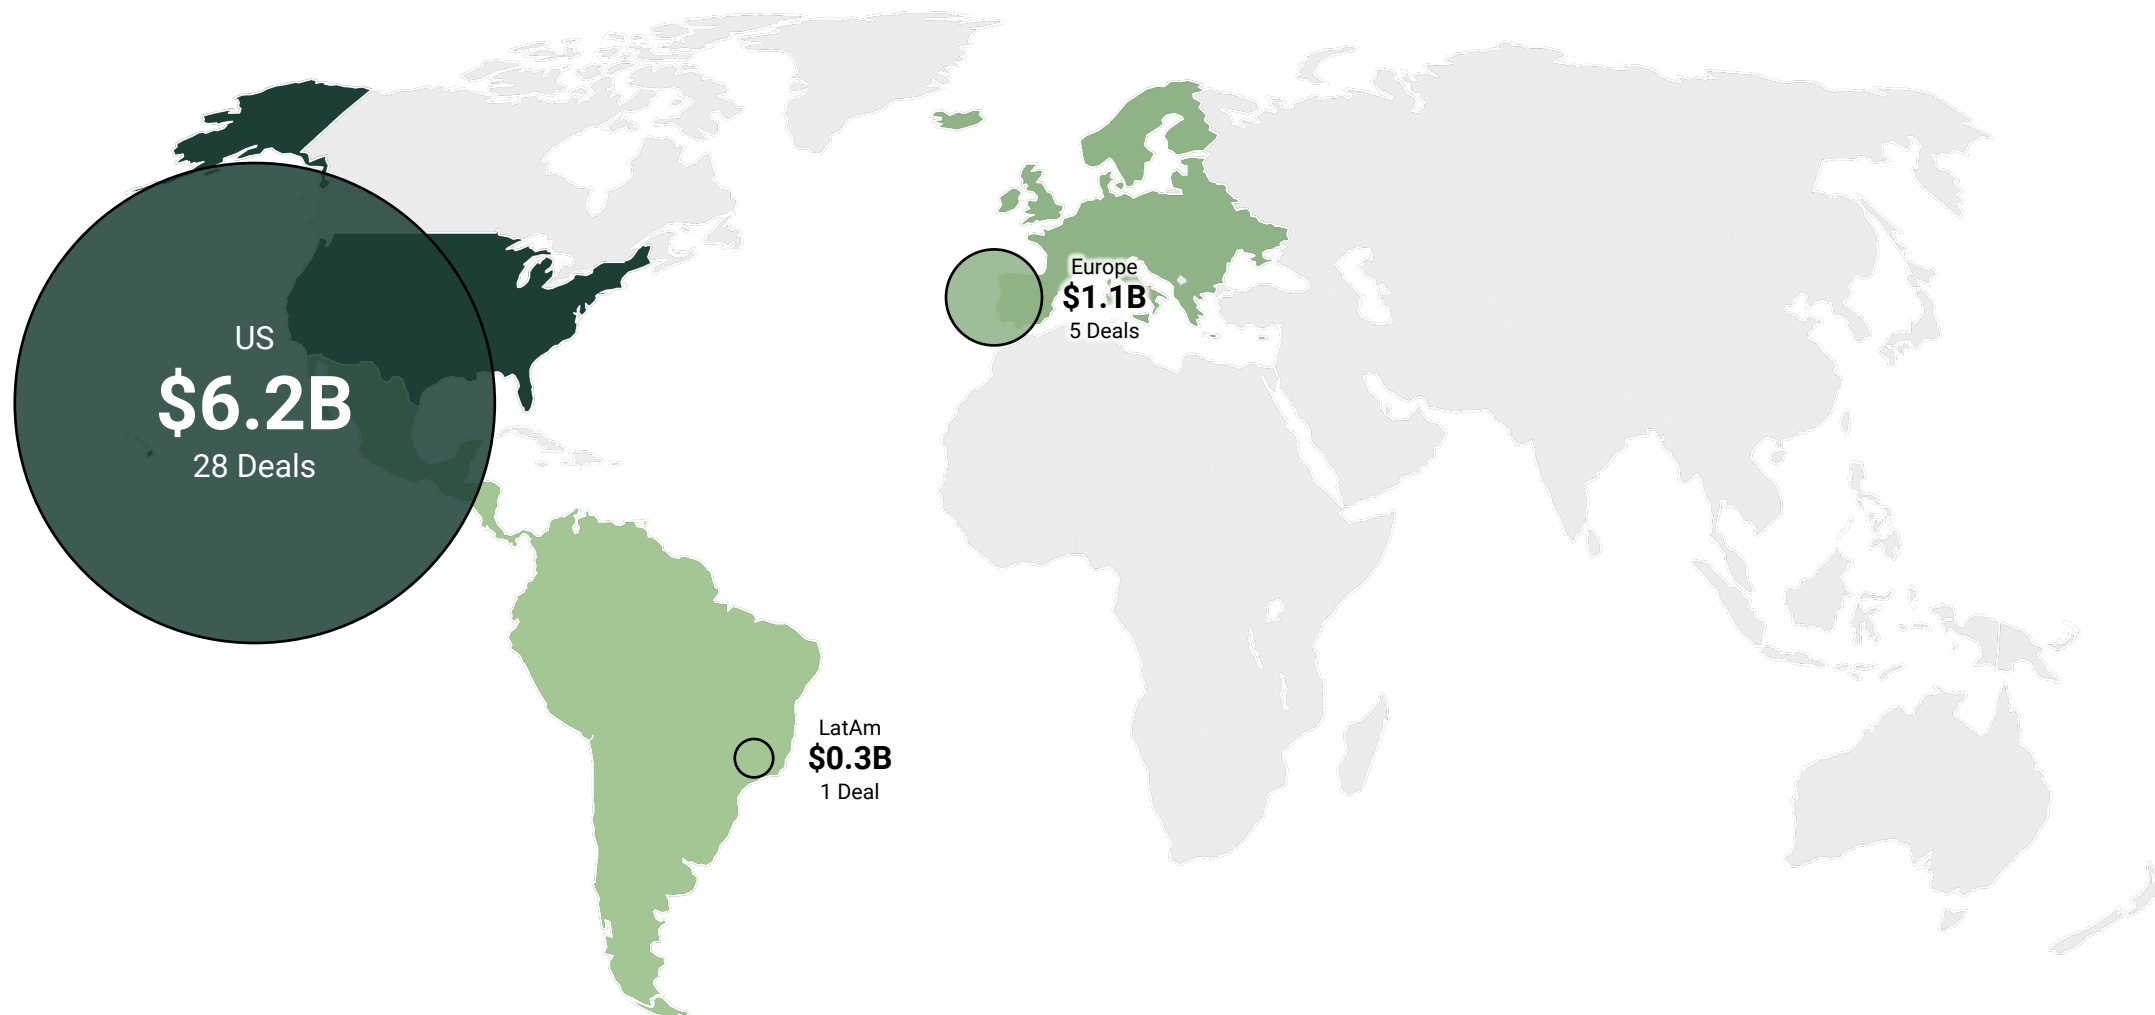 US
$6.2B
28 Deals
Europe
$1.1B
5 Deals
LatAm
$0.3B
1 Deal